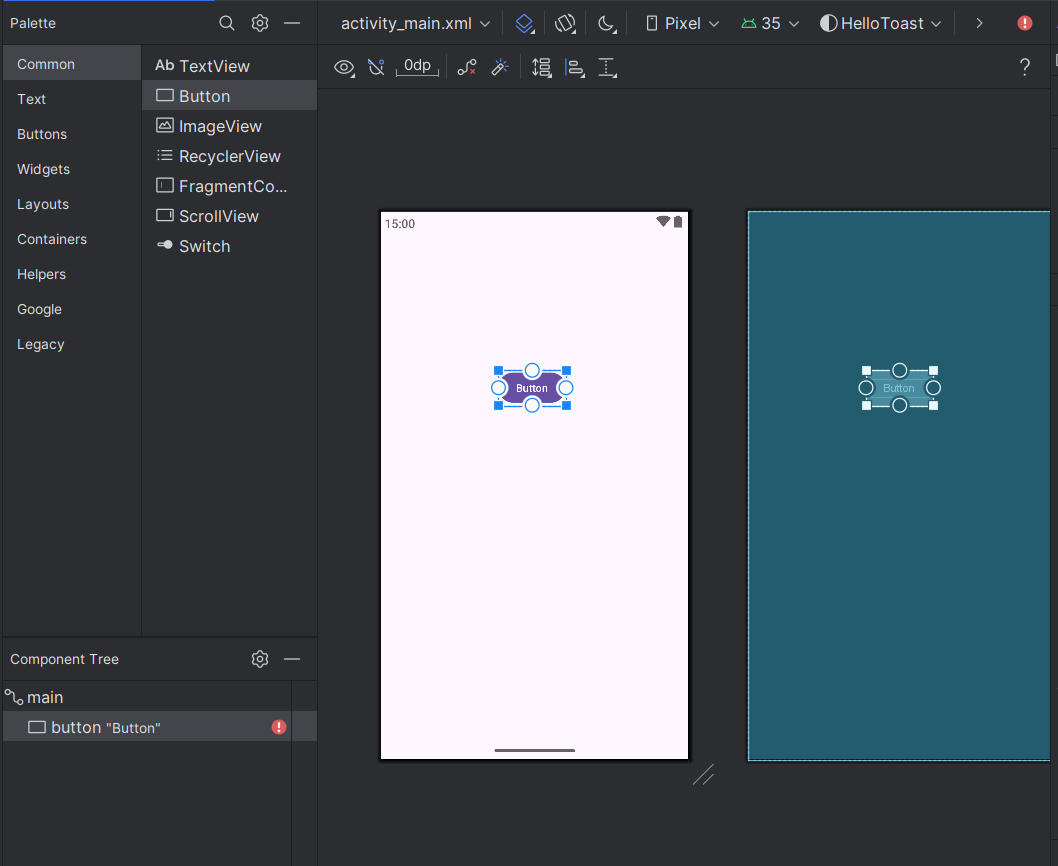 Palette
activity_main.xml
Pixel
35
HelloToast
0dp
?
Common
Text
Buttons
Widgets
Layouts
Containers
Helpers
Google
Legacy
Ab TextView
Button
ImageView
RecyclerView
FragmentCo...
ScrollView
Switch
15:00
Button
Button
Component Tree
main
button "Button"